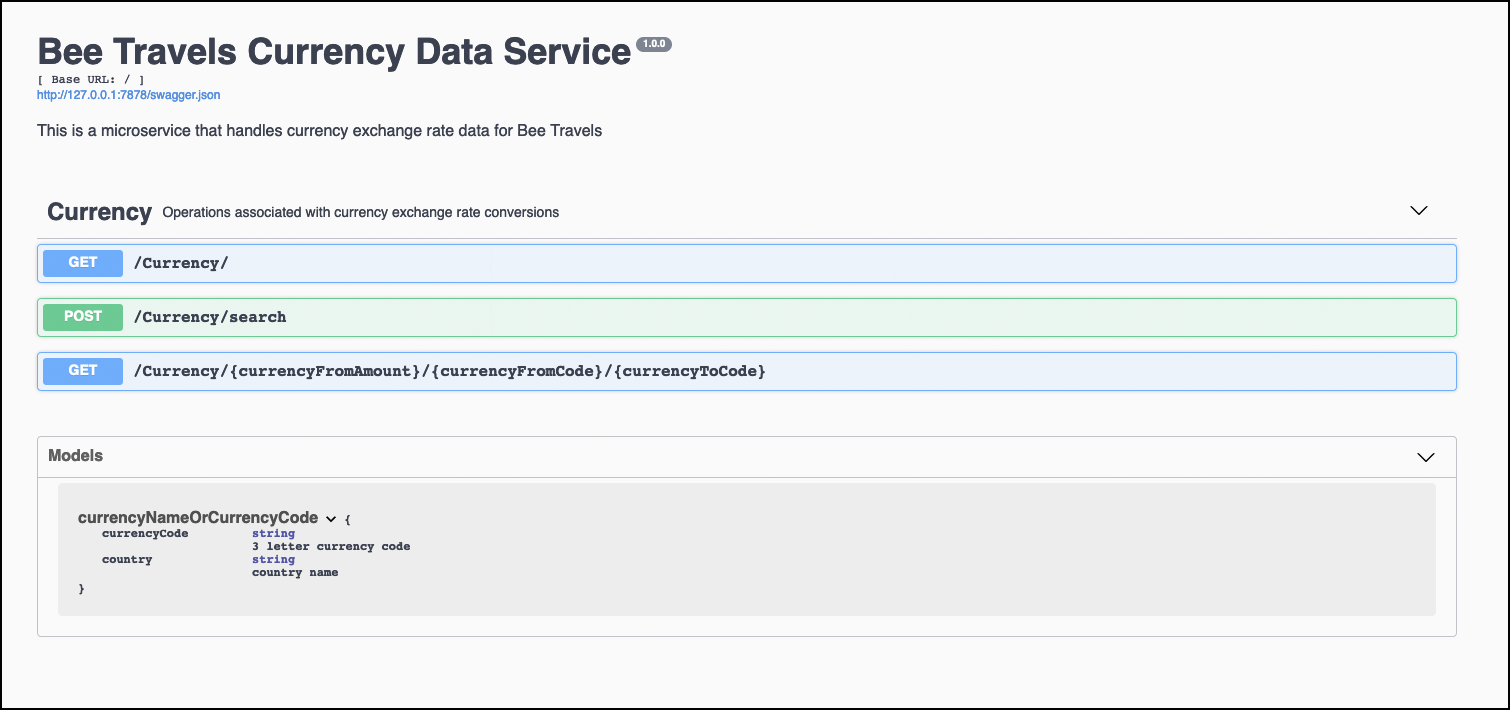 Bee Travels Currency Data Service 1.0.0
[ Base URL: / ]
http://127.0.0.1:7878/swagger.json
This is a microservice that handles currency exchange rate data for Bee Travels
Currency Operations associated with currency exchange rate conversions
GET /Currency/
POST /Currency/search
GET /Currency/{currencyFromAmount}/{currencyFromCode}/{currencyToCode}
Models
currencyNameOrCurrencyCode {
currencyCode string
3 letter currency code
country string
country name
}